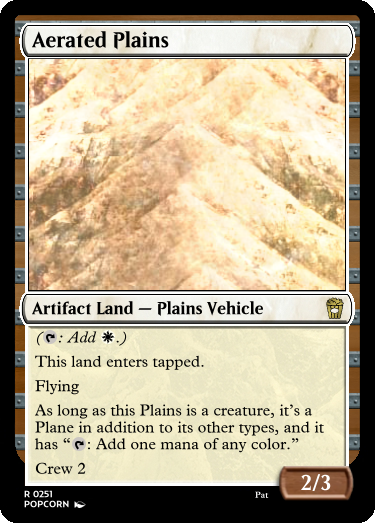 Aerated Plains
Artifact Land — Plains Vehicle
(T: Add W.)
This land enters tapped.
Flying
As long as this Plains is a creature, it's a
Plane in addition to its other types, and it
has “T: Add one mana of any color.”
Crew 2
2/3
R 0251
POPCORN
Pat